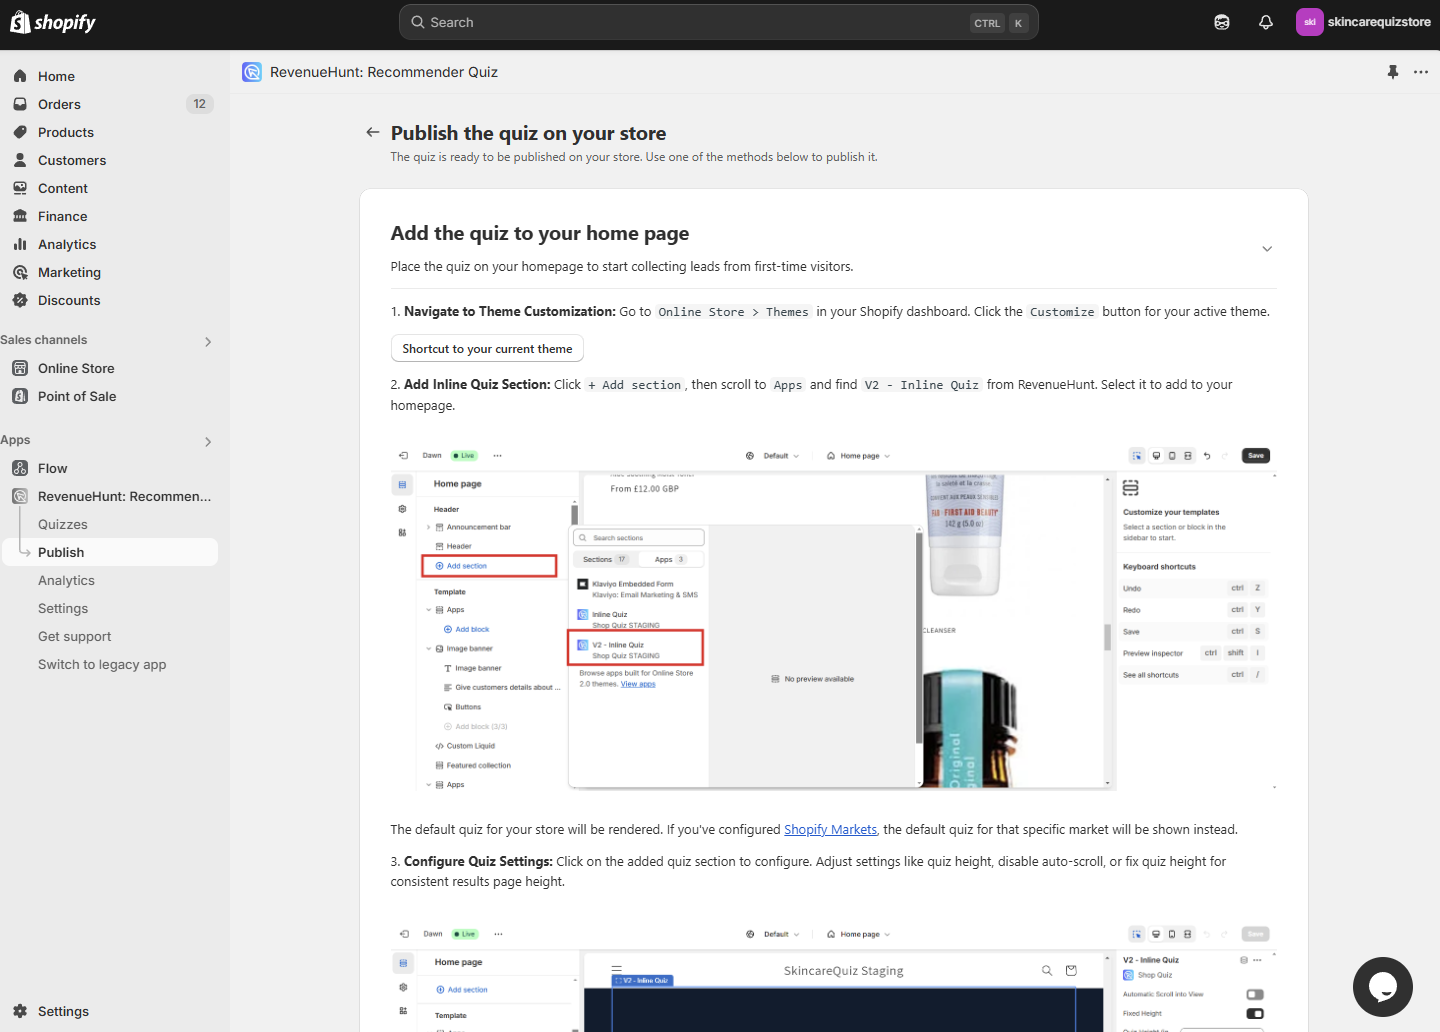 shopify
Search
CTRL K
ski
skincarequizstore
Home
Orders 12
Products
Customers
Content
Finance
Analytics
Marketing
Discounts
Sales channels
Online Store
Point of Sale
Apps
Flow
RevenueHunt: Recommen...
Quizzes
Publish
Analytics
Settings
Get support
Switch to legacy app
Settings
RevenueHunt: Recommender Quiz
Publish the quiz on your store
The quiz is ready to be published on your store. Use one of the methods below to publish it.
Add the quiz to your home page
Place the quiz on your homepage to start collecting leads from first-time visitors.
1. Navigate to Theme Customization: Go to Online Store > Themes in your Shopify dashboard. Click the Customize button for your active theme.
Shortcut to your current theme
2. Add Inline Quiz Section: Click + Add section, then scroll to Apps and find V2 - Inline Quiz from RevenueHunt. Select it to add to your
homepage.
Dawn Live ··· Default Home page Save
Home page
Header
Announcement bar
Header
Add section
Template
Apps
Add block
Image banner
Image banner
Give customers details about ...
Buttons
Add block (3/3)
Custom Liquid
Featured collection
Apps
From £12.00 GBP
Search sections
Sections 17 Apps 3
Klaviyo Embedded Form
Klaviyo: Email Marketing & SMS
Inline Quiz
Shop Quiz STAGING
V2 - Inline Quiz
Shop Quiz STAGING
Browse apps built for Online Store
2.0 themes. View apps
No preview available
la sévérité et la crème.
CONVIENT AUX PEAUX SENSIBLES
FAB · FIRST AID BEAUTY
142 g (5.0 oz)
CLEANSER
Original
ginal
Customize your templates
Select a section or block in the
sidebar to start.
Keyboard shortcuts
Undo ctrl Z
Redo ctrl Y
Save ctrl S
Preview inspector ctrl shift I
See all shortcuts ctrl /
The default quiz for your store will be rendered. If you've configured Shopify Markets, the default quiz for that specific market will be shown instead.
3. Configure Quiz Settings: Click on the added quiz section to configure. Adjust settings like quiz height, disable auto-scroll, or fix quiz height for
consistent results page height.
Dawn Live ··· Default Home page Save
Home page
Add section
Template
SkincareQuiz Staging
V2 - Inline Quiz
V2 - Inline Quiz
Shop Quiz
Automatic Scroll into View
Fixed Height